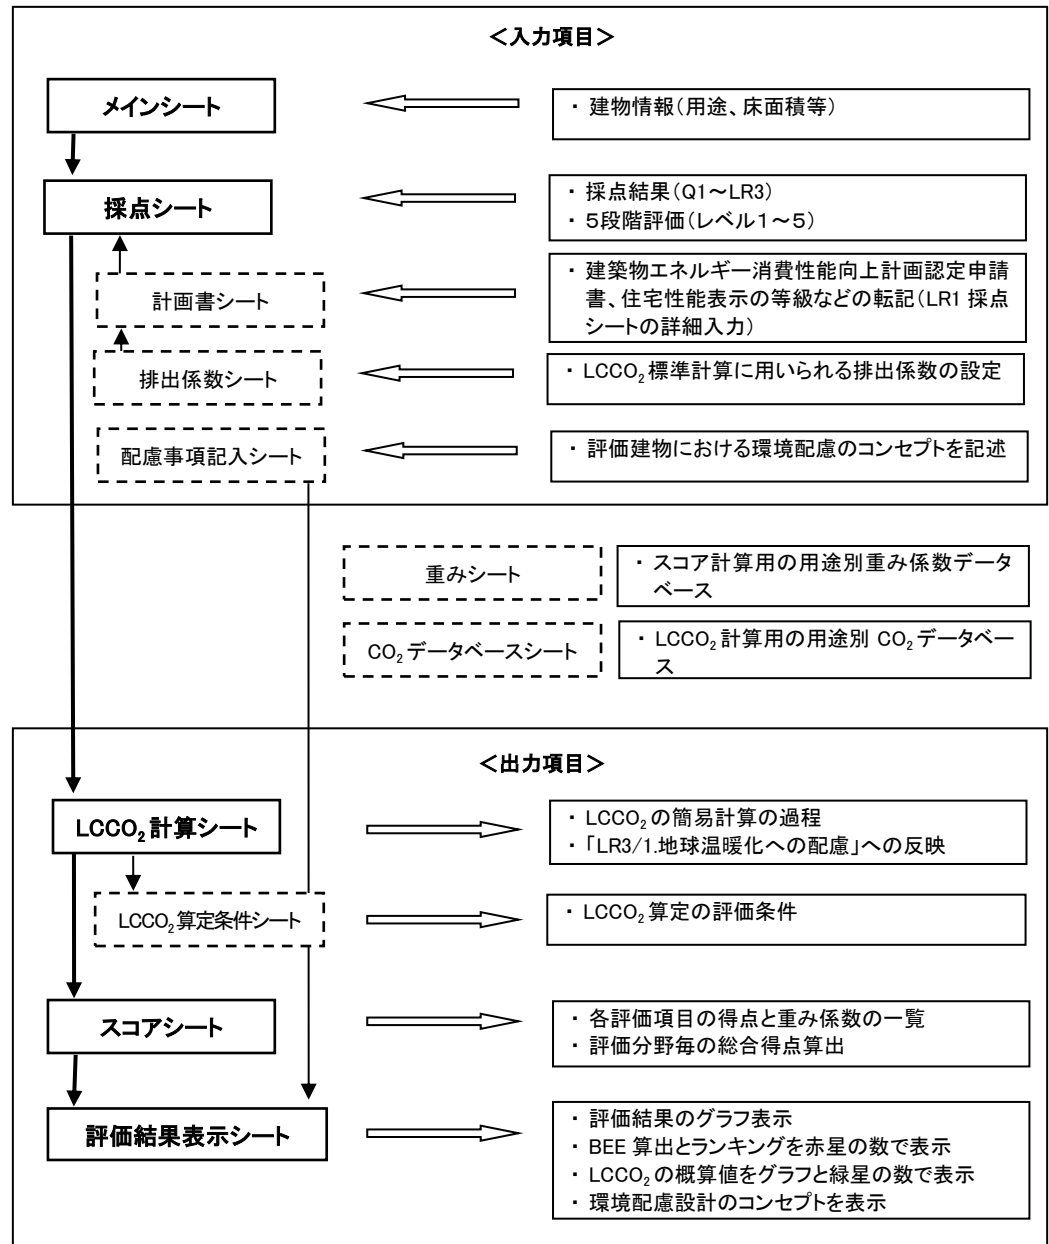 ＜入力項目＞
メインシート
・ 建物情報（用途、床面積等）
採点シート
・ 採点結果（Q1～LR3）
・ ５段階評価（レベル１～５）
計画書シート
・ 建築物エネルギー消費性能向上計画認定申請
書、住宅性能表示の等級などの転記（LR1 採点
シートの詳細入力）
排出係数シート
・ LCCO₂標準計算に用いられる排出係数の設定
配慮事項記入シート
・ 評価建物における環境配慮のコンセプトを記述
重みシート
・ スコア計算用の用途別重み係数データ
ベース
CO₂データベースシート
・ LCCO₂計算用の用途別 CO₂データベー
ス
＜出力項目＞
LCCO₂計算シート
・ LCCO₂の簡易計算の過程
・ 「LR3/1.地球温暖化への配慮」への反映
LCCO₂算定条件シート
・ LCCO₂算定の評価条件
スコアシート
・ 各評価項目の得点と重み係数の一覧
・ 評価分野毎の総合得点算出
評価結果表示シート
・ 評価結果のグラフ表示
・ BEE 算出とランキングを赤星の数で表示
・ LCCO₂の概算値をグラフと緑星の数で表示
・ 環境配慮設計のコンセプトを表示